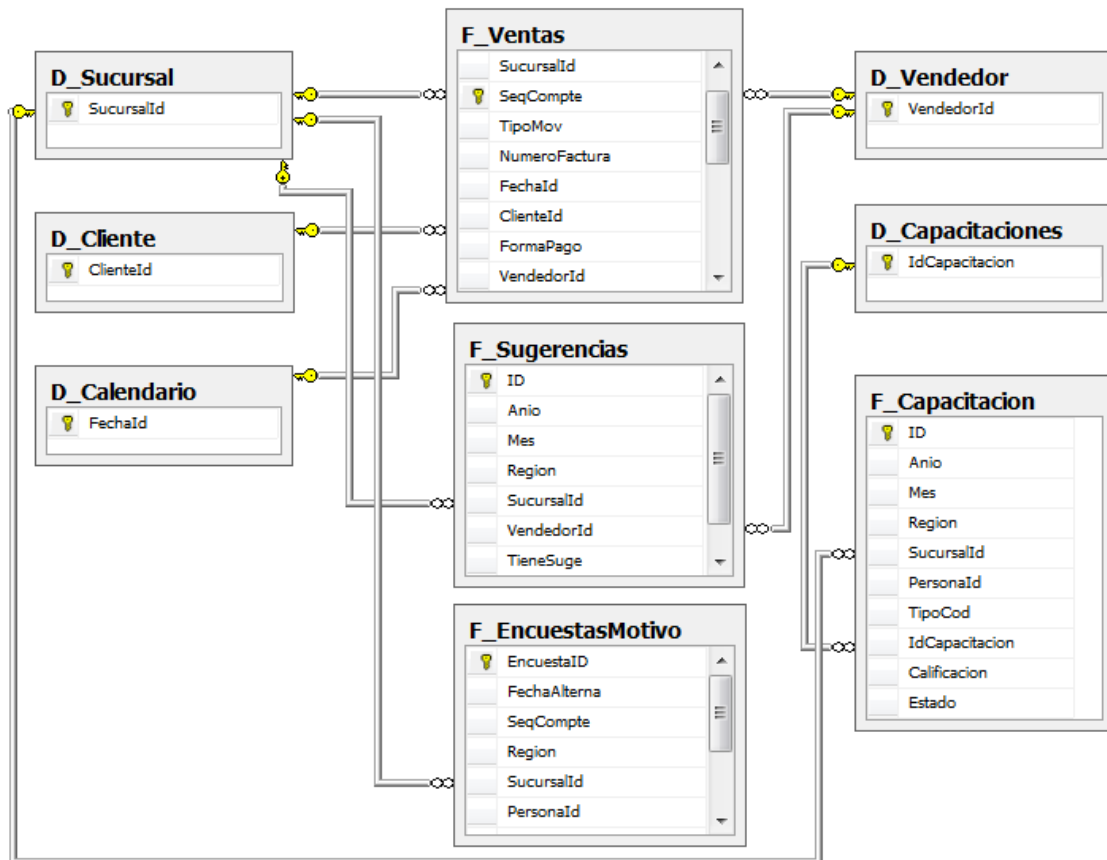 D_Sucursal
SucursalId
D_Cliente
ClienteId
D_Calendario
FechaId
F_Ventas
SucursalId
SeqCompte
TipoMov
NumeroFactura
FechaId
ClienteId
FormaPago
VendedorId
F_Sugerencias
ID
Anio
Mes
Region
SucursalId
VendedorId
TieneSuge
F_EncuestasMotivo
EncuestaID
FechaAlterna
SeqCompte
Region
SucursalId
PersonaId
D_Vendedor
VendedorId
D_Capacitaciones
IdCapacitacion
F_Capacitacion
ID
Anio
Mes
Region
SucursalId
PersonaId
TipoCod
IdCapacitacion
Calificacion
Estado